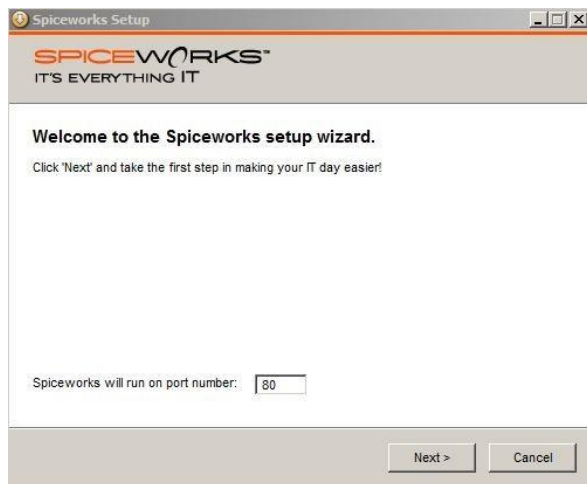 Spiceworks Setup
SPICEWORKS™
IT'S EVERYTHING IT
Welcome to the Spiceworks setup wizard.
Click 'Next' and take the first step in making your IT day easier!
Spiceworks will run on port number: 80
Next > Cancel